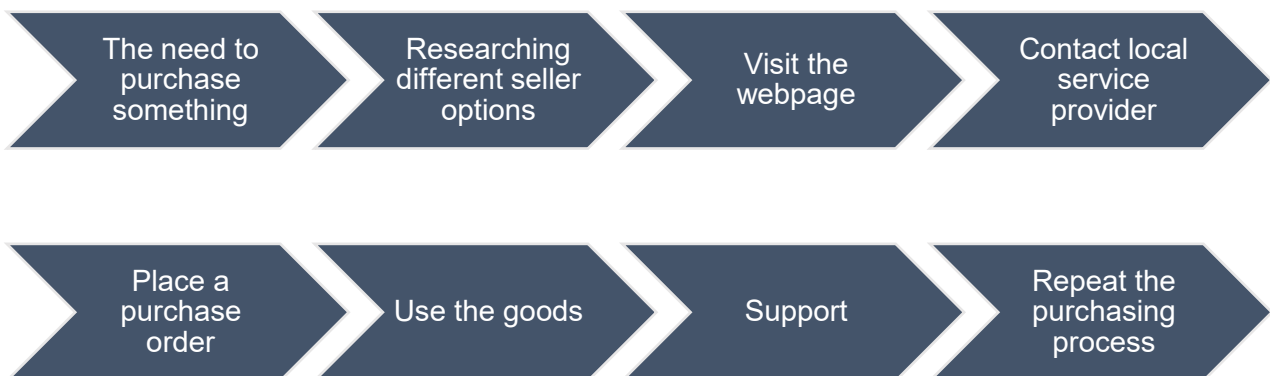 The need to
purchase
something
Researching
different seller
options
Visit the
webpage
Contact local
service
provider
Place a
purchase
order
Use the goods
Support
Repeat the
purchasing
process